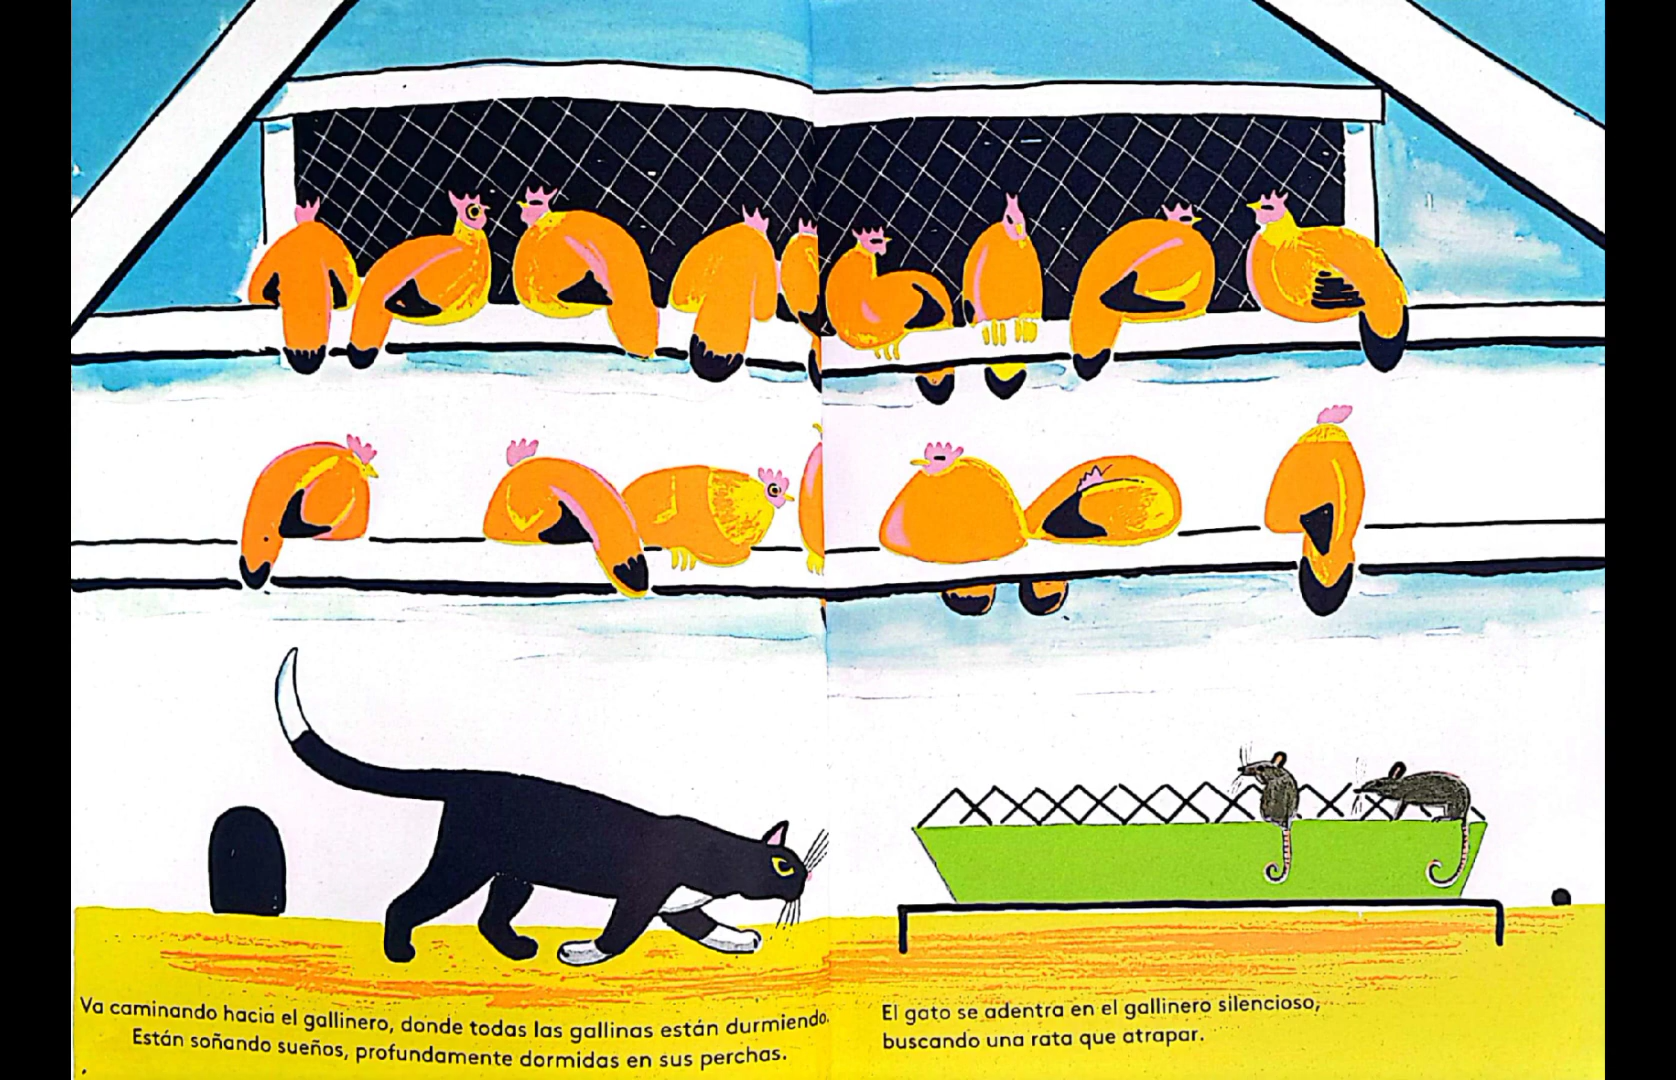 Va caminando hacia el gallinero, donde todas las gallinas están durmiendo.
Están soñando sueños, profundamente dormidas en sus perchas.
El gato se adentra en el gallinero silencioso,
buscando una rata que atrapar.